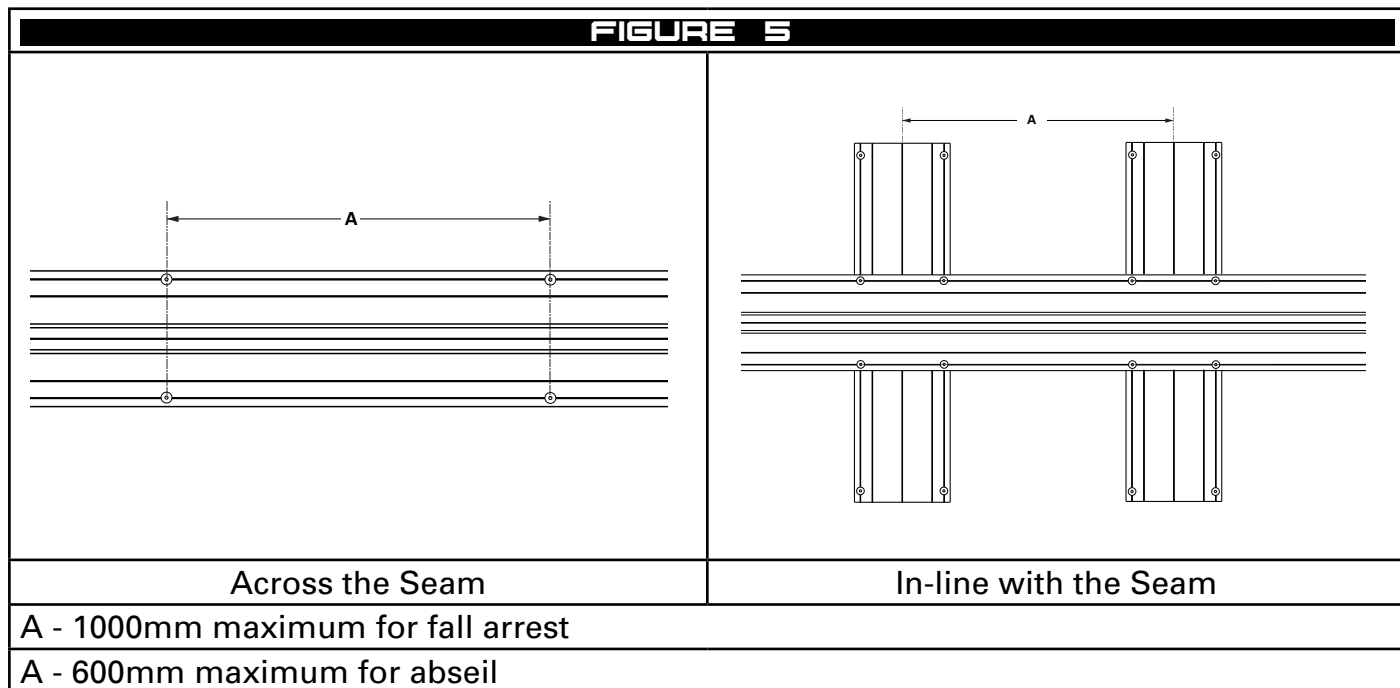 FIGURE 5
A
A
Across the Seam
In-line with the Seam
A - 1000mm maximum for fall arrest
A - 600mm maximum for abseil